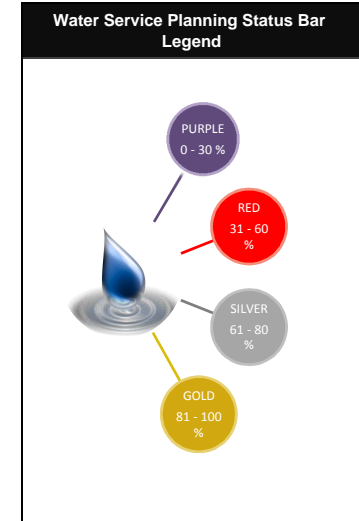 Water Service Planning Status Bar
Legend
PURPLE
0 - 30 %
RED
31 - 60
%
SILVER
61 - 80
%
GOLD
81 - 100
%